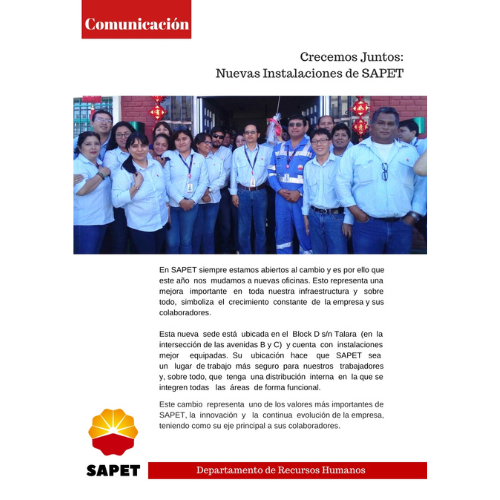 Comunicación
Crecemos Juntos:
Nuevas Instalaciones de SAPET
En SAPET siempre estamos abiertos al cambio y es por ello que
este año nos mudamos a nuevas oficinas. Esto representa una
mejora importante en toda nuestra infraestructura y sobre
todo, simboliza el crecimiento constante de la empresa y sus
colaboradores.
Esta nueva sede está ubicada en el Block D s/n Talara (en la
intersección de las avenidas B y C) y cuenta con instalaciones
mejor equipadas. Su ubicación hace que SAPET sea
un lugar de trabajo más seguro para nuestros trabajadores
y, sobre todo, que tenga una distribución interna en la que se
integren todas las áreas de forma funcional.
Este cambio representa uno de los valores más importantes de
SAPET, la innovación y la continua evolución de la empresa,
teniendo como su eje principal a sus colaboradores.
SAPET
Departamento de Recursos Humanos